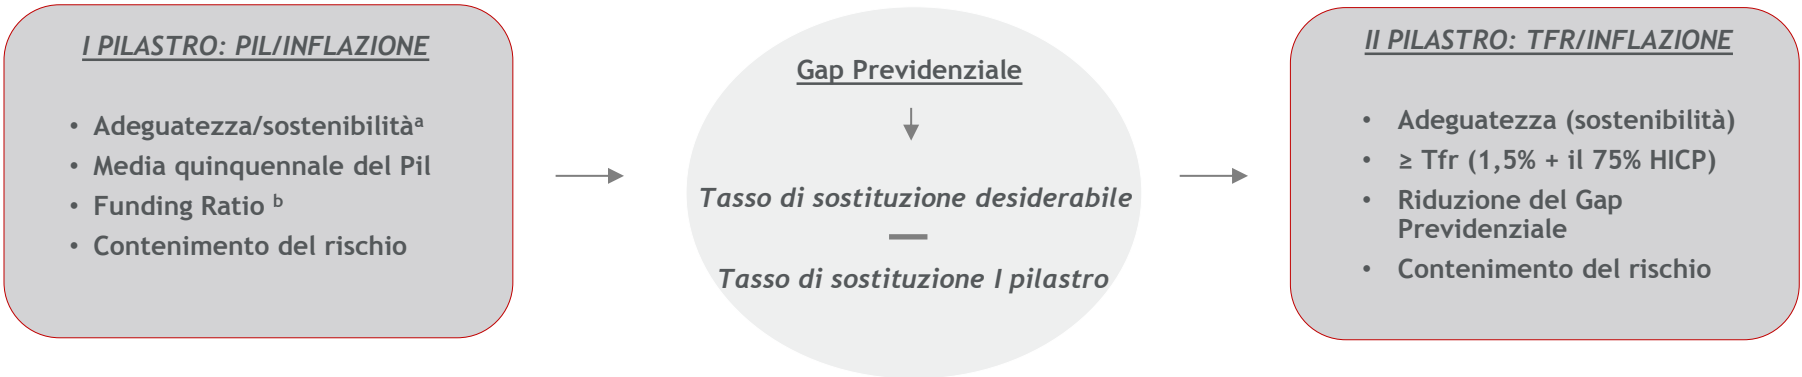 I PILASTRO: PIL/INFLAZIONE
• Adeguatezza/sostenibilitàᵃ
• Media quinquennale del Pil
• Funding Ratio ᵇ
• Contenimento del rischio
Gap Previdenziale
Tasso di sostituzione desiderabile
—
Tasso di sostituzione I pilastro
II PILASTRO: TFR/INFLAZIONE
• Adeguatezza (sostenibilità)
• ≥ Tfr (1,5% + il 75% HICP)
• Riduzione del Gap
Previdenziale
• Contenimento del rischio